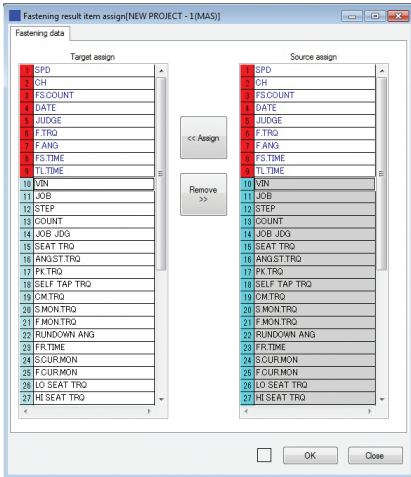 Fastening result item assign[NEW PROJECT - 1(MAS)]
Fastening data
Target assign
1 SPD
2 CH
3 FS.COUNT
4 DATE
5 JUDGE
6 F.TRQ
7 F.ANG
8 FS.TIME
9 TL.TIME
10 VIN
11 JOB
12 STEP
13 COUNT
14 JOB JDG
15 SEAT TRQ
16 ANG.ST.TRQ
17 PK.TRQ
18 SELF TAP TRQ
19 CM.TRQ
20 S.MON.TRQ
21 F.MON.TRQ
22 RUNDOWN ANG
23 FR.TIME
24 S.CUR.MON
25 F.CUR.MON
26 LO SEAT TRQ
27 HI SEAT TRQ
<< Assign
Remove
>>
Source assign
1 SPD
2 CH
3 FS.COUNT
4 DATE
5 JUDGE
6 F.TRQ
7 F.ANG
8 FS.TIME
9 TL.TIME
10 VIN
11 JOB
12 STEP
13 COUNT
14 JOB JDG
15 SEAT TRQ
16 ANG.ST.TRQ
17 PK.TRQ
18 SELF TAP TRQ
19 CM.TRQ
20 S.MON.TRQ
21 F.MON.TRQ
22 RUNDOWN ANG
23 FR.TIME
24 S.CUR.MON
25 F.CUR.MON
26 LO SEAT TRQ
27 HI SEAT TRQ
OK
Close